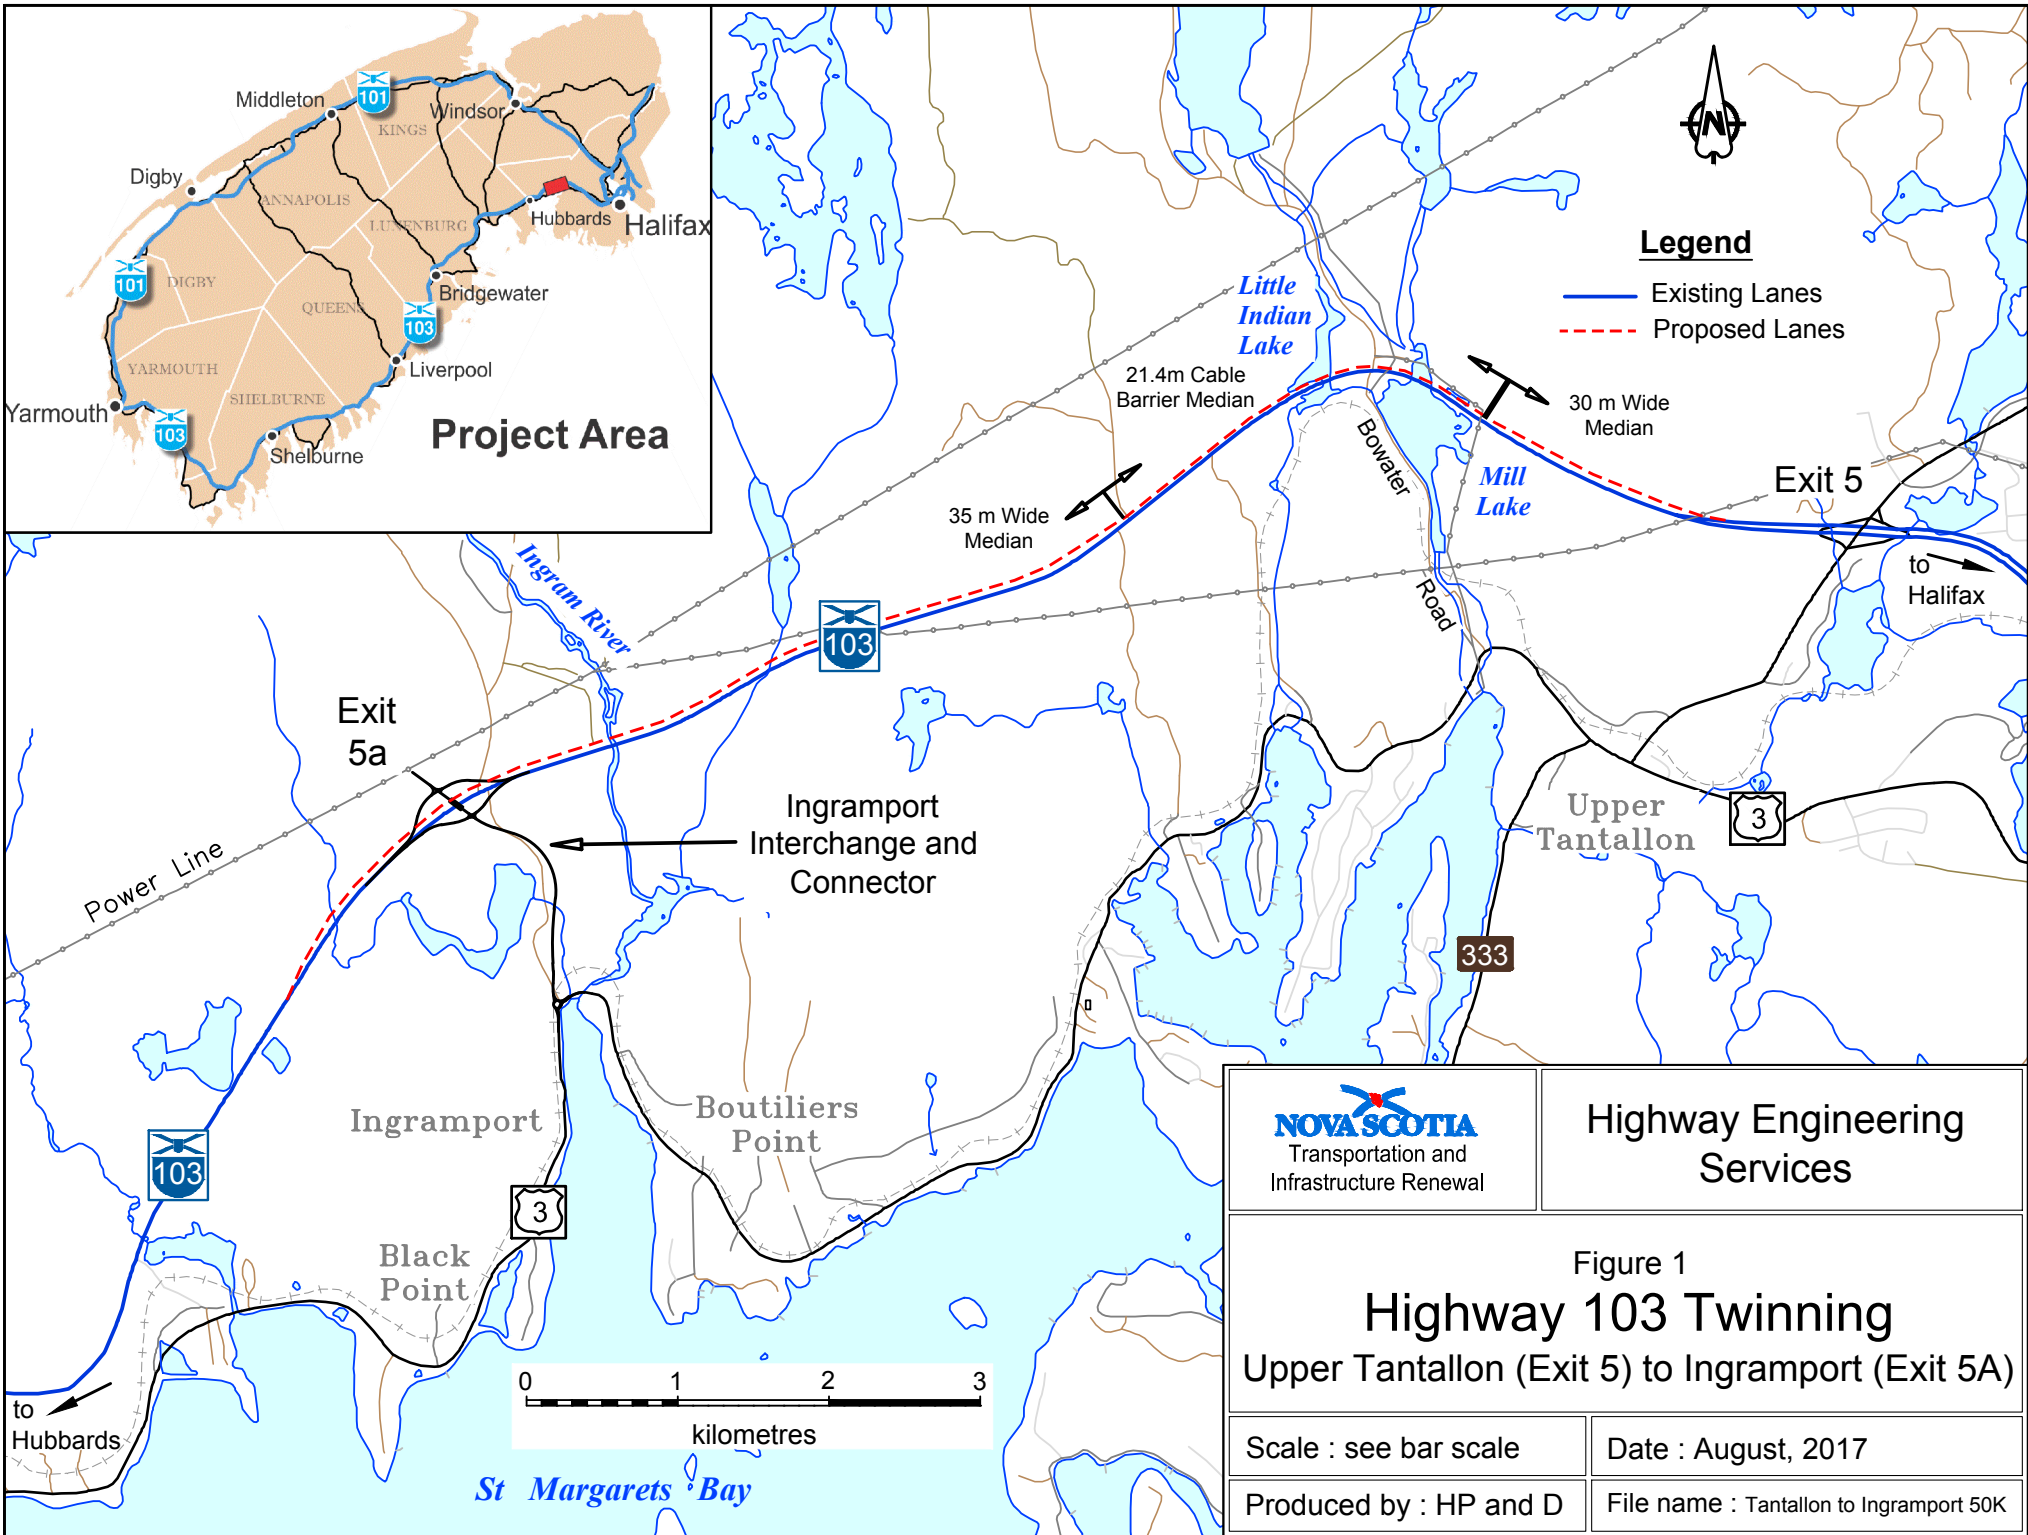 Middleton
101
KINGS
Windsor
Digby
ANNAPOLIS
LUNENBURG
Hubbards
Halifax
101
DIGBY
QUEENS
Bridgewater
103
Liverpool
YARMOUTH
SHELBURNE
Yarmouth
103
Shelburne
Project Area
N
Legend
Existing Lanes
Proposed Lanes
Little
Indian
Lake
21.4m Cable
Barrier Median
30 m Wide
Median
Bowater
Road
Mill
Lake
Exit 5
35 m Wide
Median
to
Halifax
Ingram River
103
Exit
5a
Ingramport
Interchange and
Connector
Upper
Tantallon
3
Power Line
333
Ingramport
Boutiliers
Point
103
3
Black
Point
to
Hubbards
0 1 2 3
kilometres
St Margarets Bay
NOVA SCOTIA
Transportation and
Infrastructure Renewal
Highway Engineering
Services
Figure 1
Highway 103 Twinning
Upper Tantallon (Exit 5) to Ingramport (Exit 5A)
Scale : see bar scale
Date : August, 2017
Produced by : HP and D
File name : Tantallon to Ingramport 50K